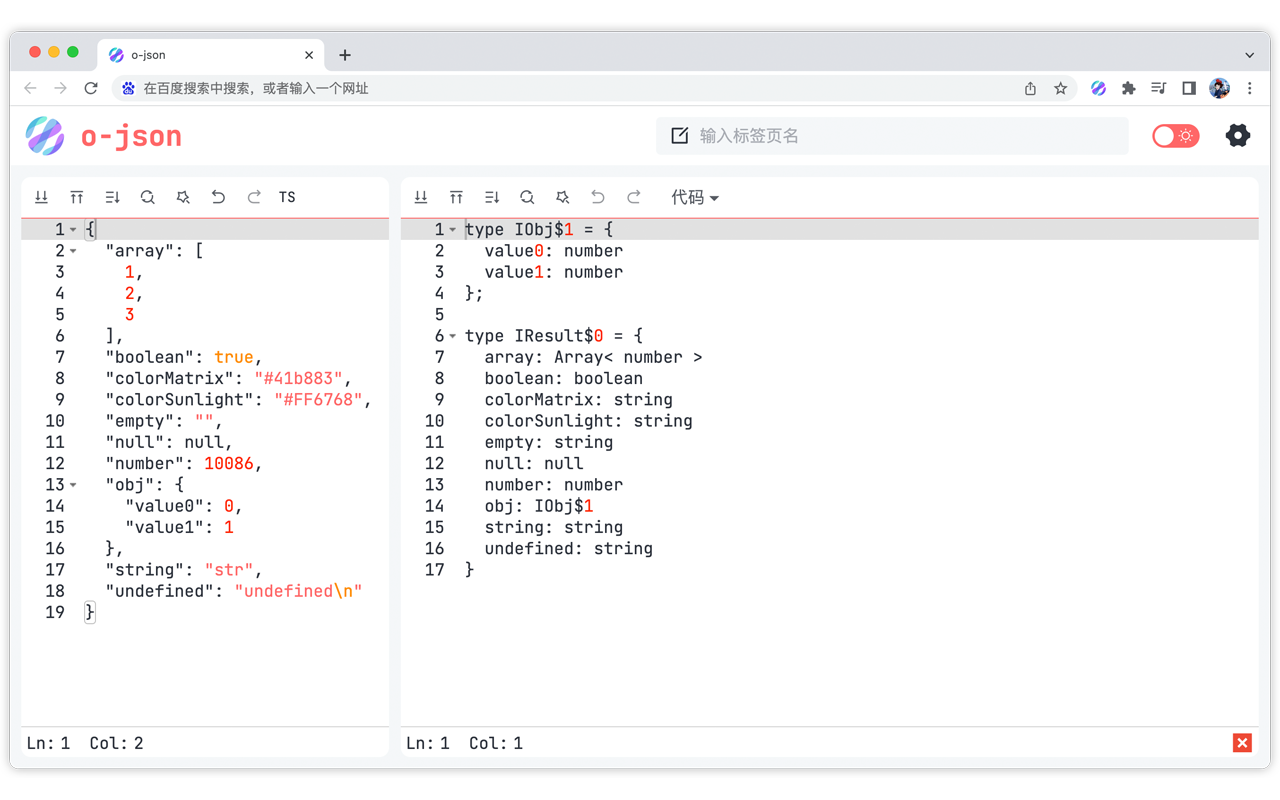 o-json
在百度搜索中搜索，或者输入一个网址
o-json
输入标签页名
TS
1 {
2   "array": [
3     1,
4     2,
5     3
6   ],
7   "boolean": true,
8   "colorMatrix": "#41b883",
9   "colorSunlight": "#FF6768",
10   "empty": "",
11   "null": null,
12   "number": 10086,
13   "obj": {
14     "value0": 0,
15     "value1": 1
16   },
17   "string": "str",
18   "undefined": "undefined\n"
19 }
Ln: 1 Col: 2
代码
1 type IObj$1 = {
2   value0: number
3   value1: number
4 };
5
6 type IResult$0 = {
7   array: Array< number >
8   boolean: boolean
9   colorMatrix: string
10   colorSunlight: string
11   empty: string
12   null: null
13   number: number
14   obj: IObj$1
15   string: string
16   undefined: string
17 }
Ln: 1 Col: 1